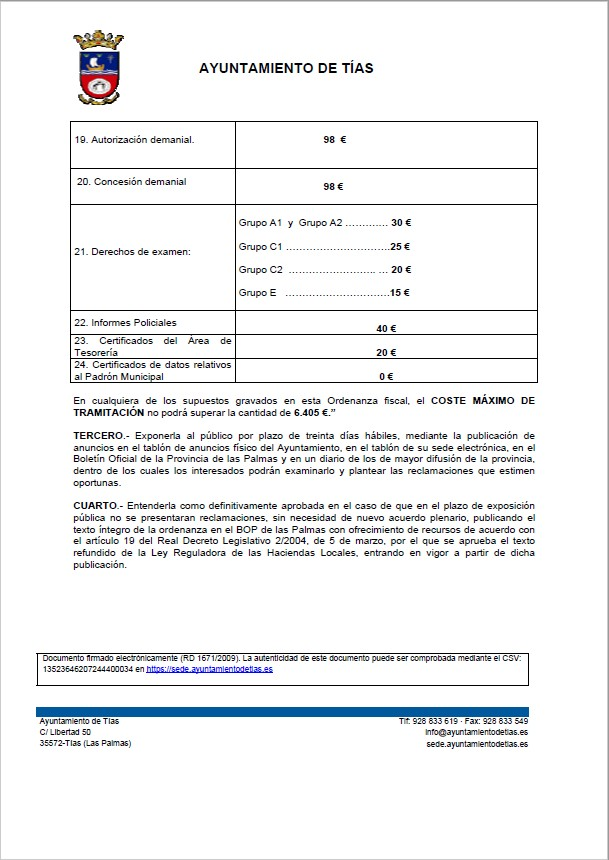 AYUNTAMIENTO DE TÍAS
19. Autorización demanial.
98 €
20. Concesión demanial
98 €
21. Derechos de examen:
Grupo A1 y Grupo A2 ............ 30 €
Grupo C1 ...............................25 €
Grupo C2 .......................... ... 20 €
Grupo E ...............................15 €
22. Informes Policiales
40 €
23. Certificados del Área de
Tesorería
20 €
24. Certificados de datos relativos
al Padrón Municipal
0 €
En cualquiera de los supuestos gravados en esta Ordenanza fiscal, el COSTE MÁXIMO DE
TRAMITACIÓN no podrá superar la cantidad de 6.405 €.”
TERCERO.- Exponerla al público por plazo de treinta días hábiles, mediante la publicación de
anuncios en el tablón de anuncios físico del Ayuntamiento, en el tablón de su sede electrónica, en el
Boletín Oficial de la Provincia de las Palmas y en un diario de los de mayor difusión de la provincia,
dentro de los cuales los interesados podrán examinarlo y plantear las reclamaciones que estimen
oportunas.
CUARTO.- Entenderla como definitivamente aprobada en el caso de que en el plazo de exposición
pública no se presentaran reclamaciones, sin necesidad de nuevo acuerdo plenario, publicando el
texto íntegro de la ordenanza en el BOP de las Palmas con ofrecimiento de recursos de acuerdo con
el artículo 19 del Real Decreto Legislativo 2/2004, de 5 de marzo, por el que se aprueba el texto
refundido de la Ley Reguladora de las Haciendas Locales, entrando en vigor a partir de dicha
publicación.
Documento firmado electrónicamente (RD 1671/2009). La autenticidad de este documento puede ser comprobada mediante el CSV:
13523646207244400034 en https://sede.ayuntamientodetias.es
Ayuntamiento de Tías
C/ Libertad 50
35572-Tías (Las Palmas)
Tlf: 928 833 619 · Fax: 928 833 549
info@ayuntamientodetias.es
sede.ayuntamientodetias.es